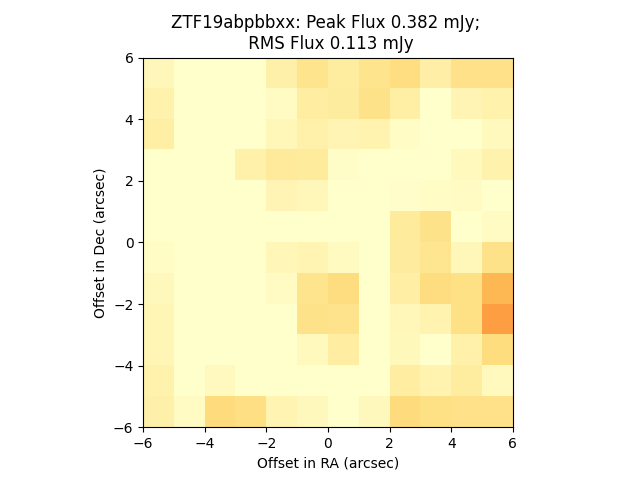 ZTF19abpbbxx: Peak Flux 0.382 mJy;
RMS Flux 0.113 mJy
6
4
2
0
−2
−4
−6
Offset in Dec (arcsec)
−6 −4 −2 0 2 4 6
Offset in RA (arcsec)